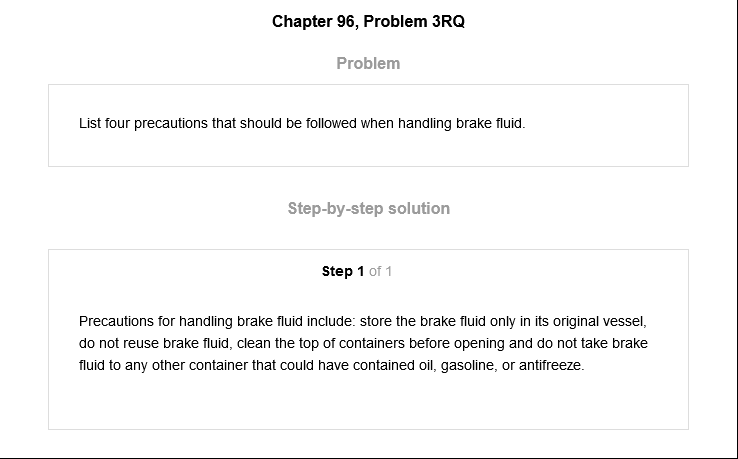 Chapter 96, Problem 3RQ
Problem
List four precautions that should be followed when handling brake fluid.
Step-by-step solution
Step 1 of 1
Precautions for handling brake fluid include: store the brake fluid only in its original vessel,
do not reuse brake fluid, clean the top of containers before opening and do not take brake
fluid to any other container that could have contained oil, gasoline, or antifreeze.